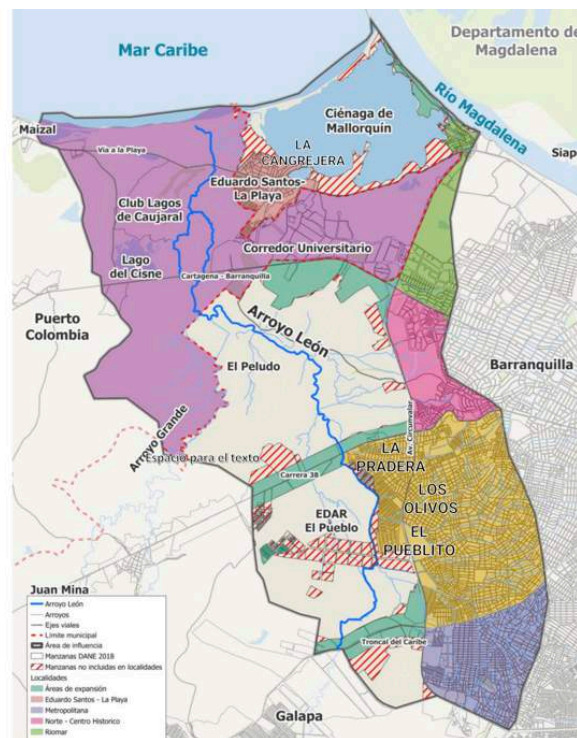 Mar Caribe
Departamento de
Magdalena
Río Magdalena
Ciénaga de
Mallorquín
Maizal
Siap
Vía a la Playa
LA
CANGREJERA
Eduardo Santos-
La Playa
Club Lagos
de Caujaral
Corredor Universitario
Lago
del Cisne
Cartagena - Barranquilla
Puerto
Colombia
Arroyo León
Barranquilla
El Peludo
Av. Circunvalar
Arroyo Grande
Espacio para el texto
LA
PRADERA
Carrera 38
LOS
OLIVOS
EDAR
El Pueblo
EL
PUEBLITO
Juan Mina
Troncal del Caribe
Galapa
Arroyo León
Arroyos
Ejes viales
Límite municipal
Área de influencia
Manzanas DANE 2018
Manzanas no incluidas en localidades
Localidades
Áreas de expansión
Eduardo Santos - La Playa
Metropolitana
Norte - Centro Historico
Riomar